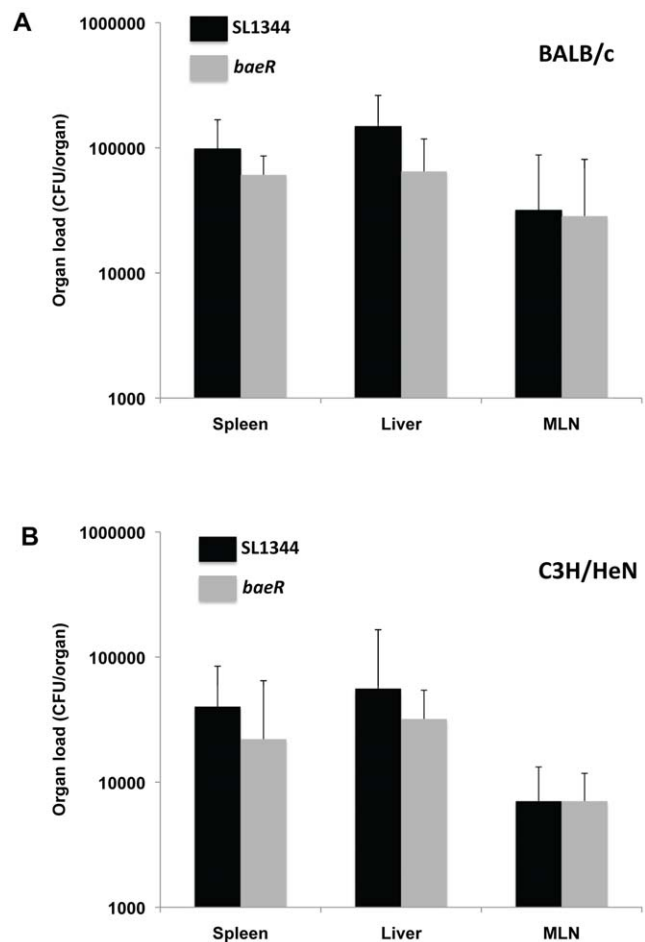 A
SL1344
baeR
BALB/c
Organ load (CFU/organ)
1000000
100000
10000
1000
Spleen Liver MLN
B
SL1344
baeR
C3H/HeN
Organ load (CFU/organ)
1000000
100000
10000
1000
Spleen Liver MLN